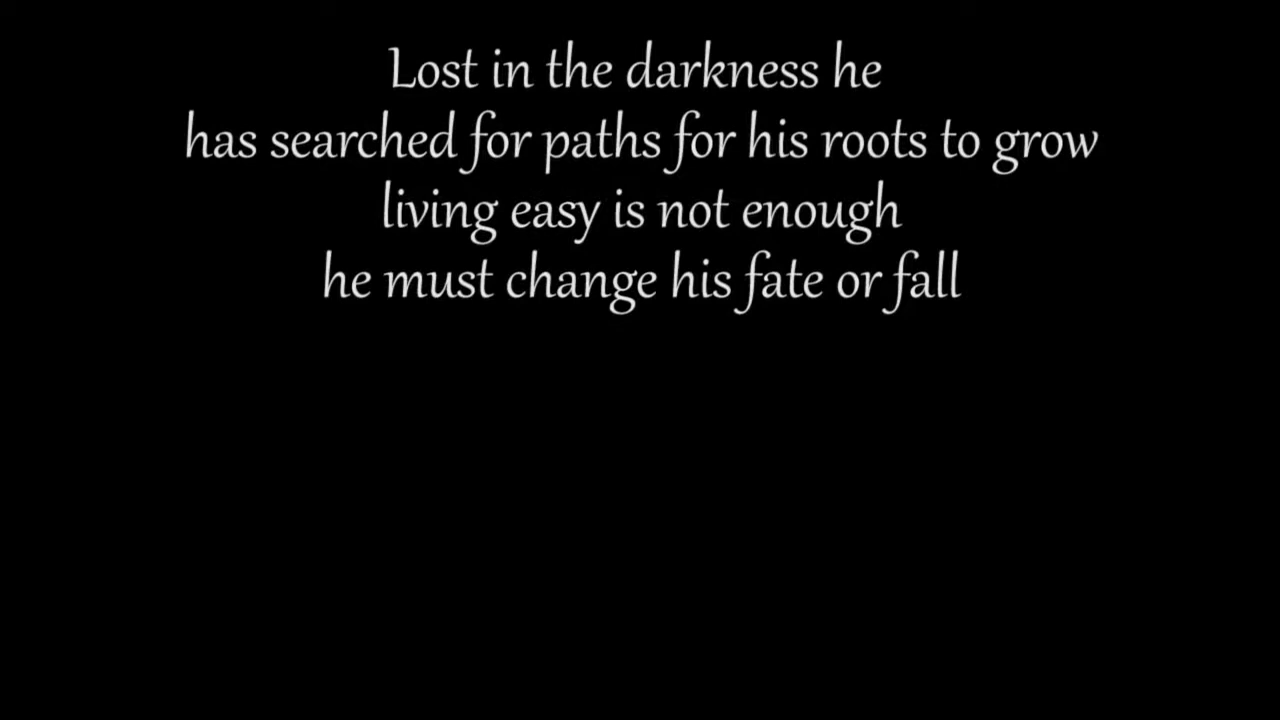 Lost in the darkness he
has searched for paths for his roots to grow
living easy is not enough
he must change his fate or fall